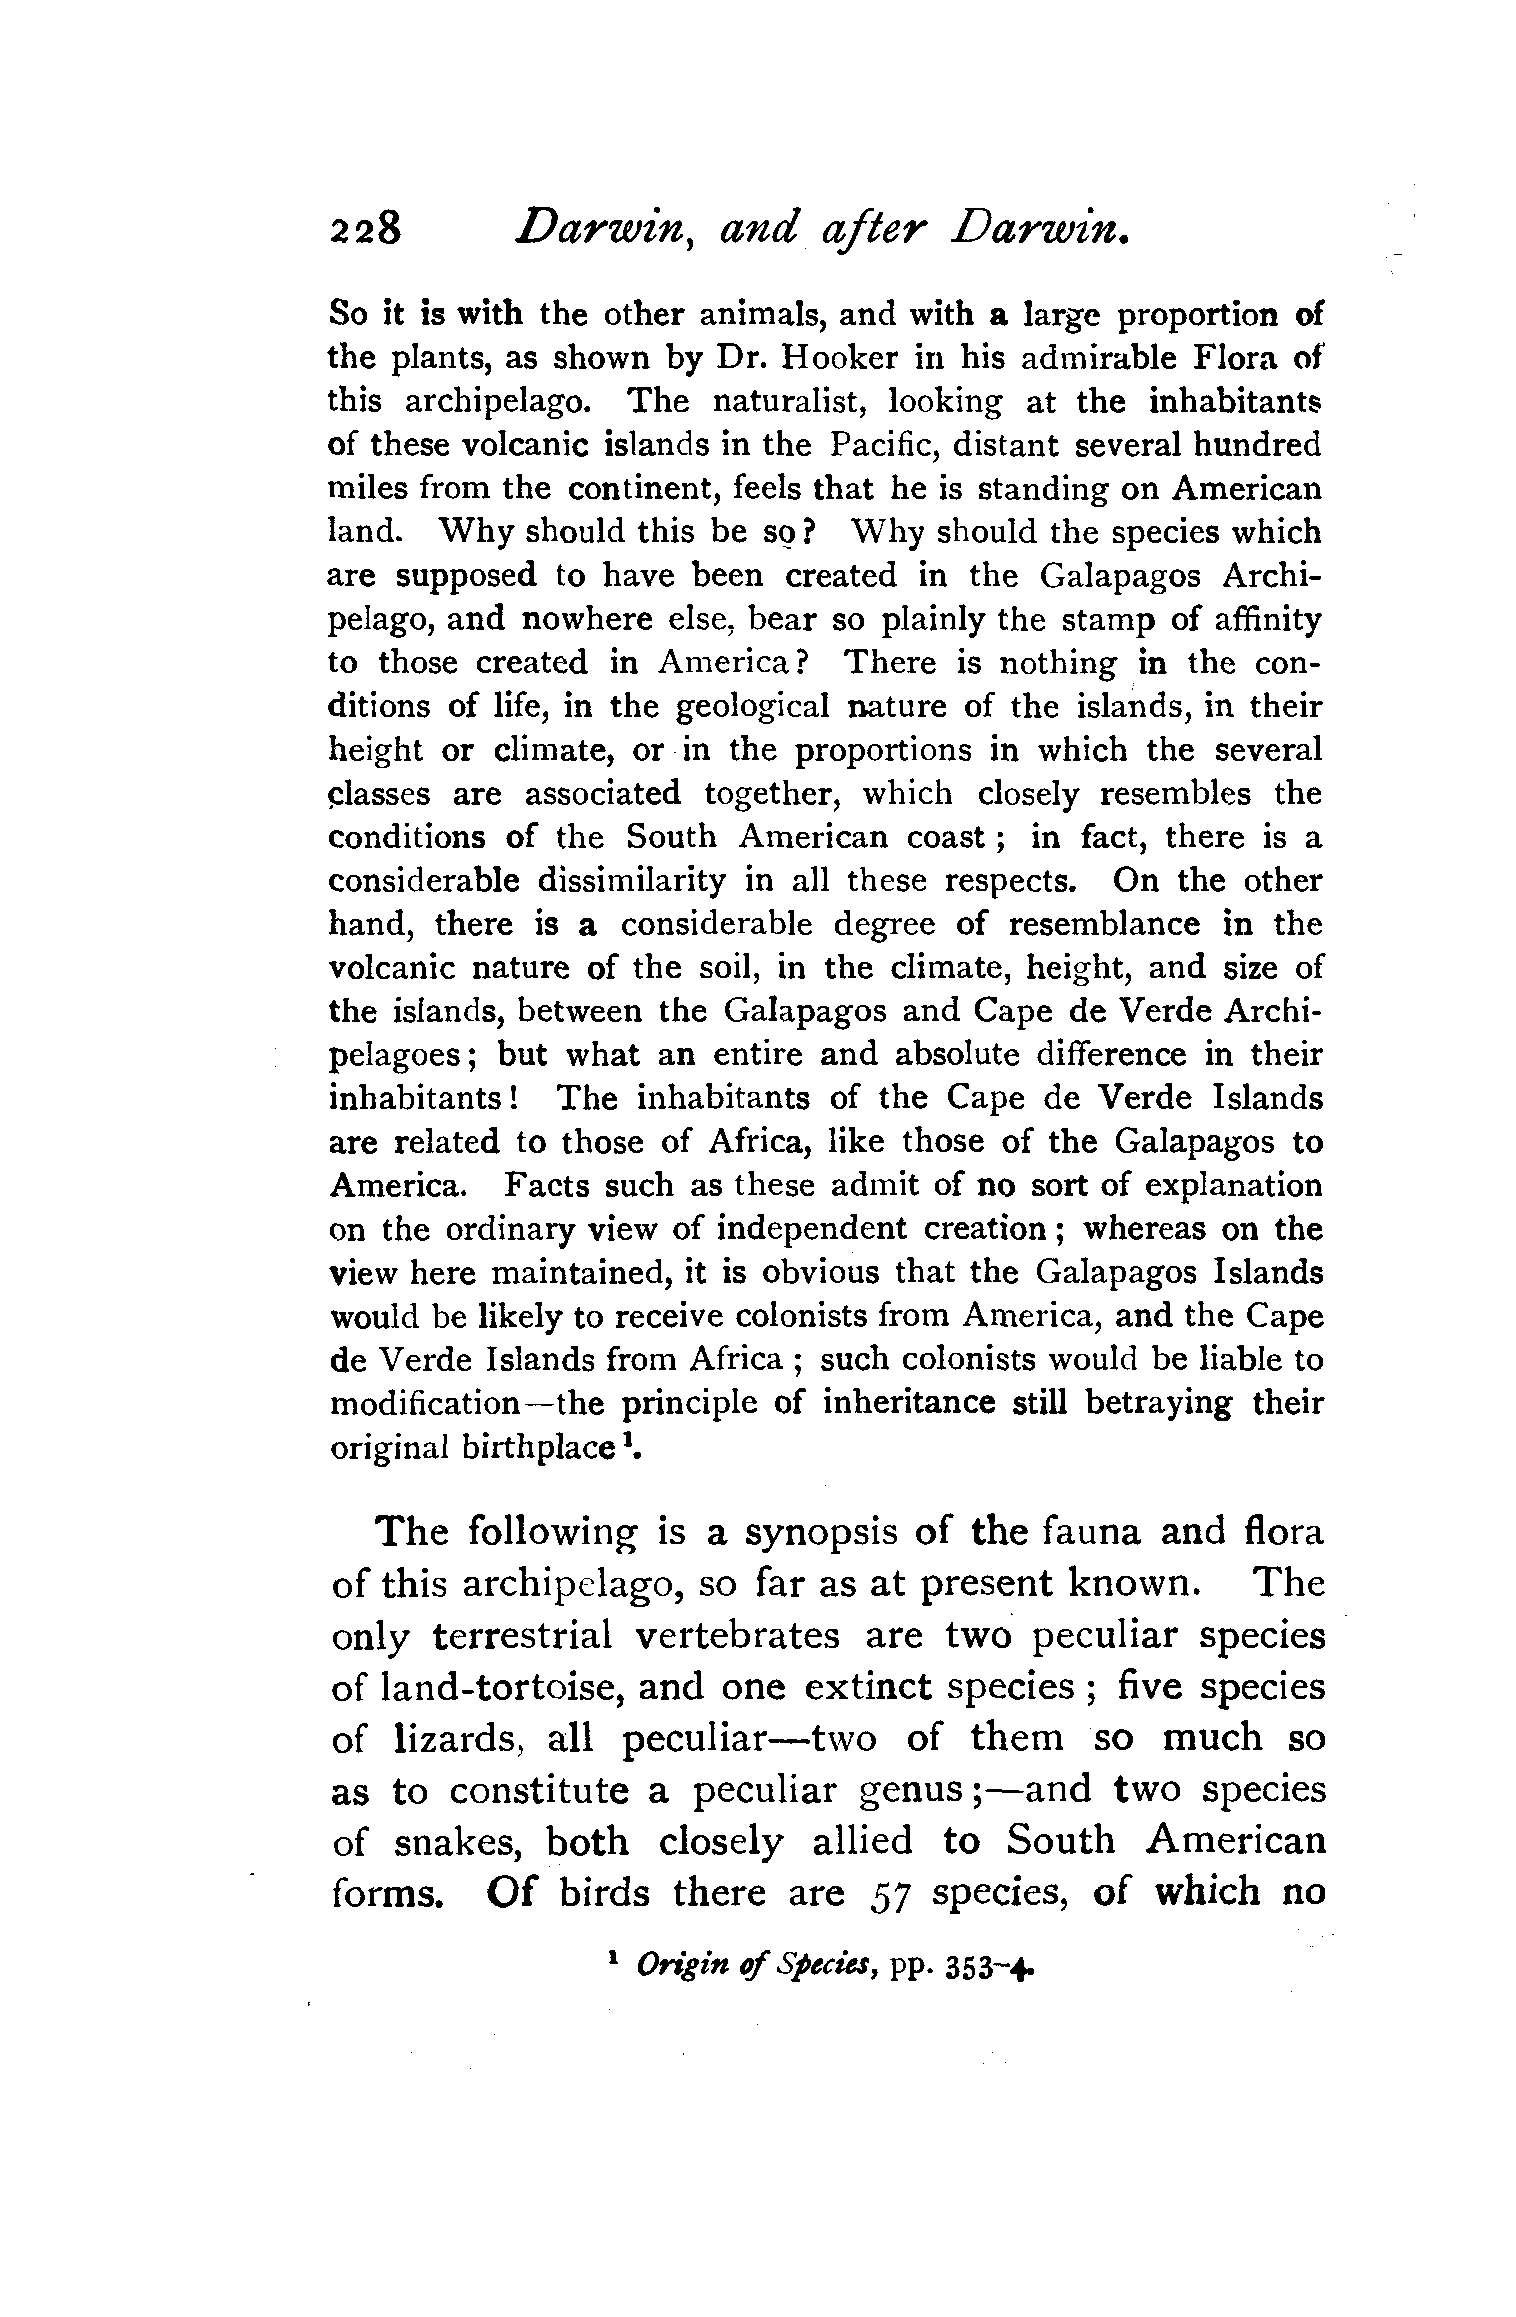 228 Darwin, and after Darwin.
So it is with the other animals, and with a large proportion of
the plants, as shown by Dr. Hooker in his admirable Flora of
this archipelago. The naturalist, looking at the inhabitants
of these volcanic islands in the Pacific, distant several hundred
miles from the continent, feels that he is standing on American
land. Why should this be so? Why should the species which
are supposed to have been created in the Galapagos Archi-
pelago, and nowhere else, bear so plainly the stamp of affinity
to those created in America? There is nothing in the con-
ditions of life, in the geological nature of the islands, in their
height or climate, or in the proportions in which the several
classes are associated together, which closely resembles the
conditions of the South American coast; in fact, there is a
considerable dissimilarity in all these respects. On the other
hand, there is a considerable degree of resemblance in the
volcanic nature of the soil, in the climate, height, and size of
the islands, between the Galapagos and Cape de Verde Archi-
pelagoes; but what an entire and absolute difference in their
inhabitants! The inhabitants of the Cape de Verde Islands
are related to those of Africa, like those of the Galapagos to
America. Facts such as these admit of no sort of explanation
on the ordinary view of independent creation; whereas on the
view here maintained, it is obvious that the Galapagos Islands
would be likely to receive colonists from America, and the Cape
de Verde Islands from Africa; such colonists would be liable to
modification—the principle of inheritance still betraying their
original birthplace¹.
The following is a synopsis of the fauna and flora
of this archipelago, so far as at present known. The
only terrestrial vertebrates are two peculiar species
of land-tortoise, and one extinct species; five species
of lizards, all peculiar—two of them so much so
as to constitute a peculiar genus;—and two species
of snakes, both closely allied to South American
forms. Of birds there are 57 species, of which no
¹ Origin of Species, pp. 353-4.